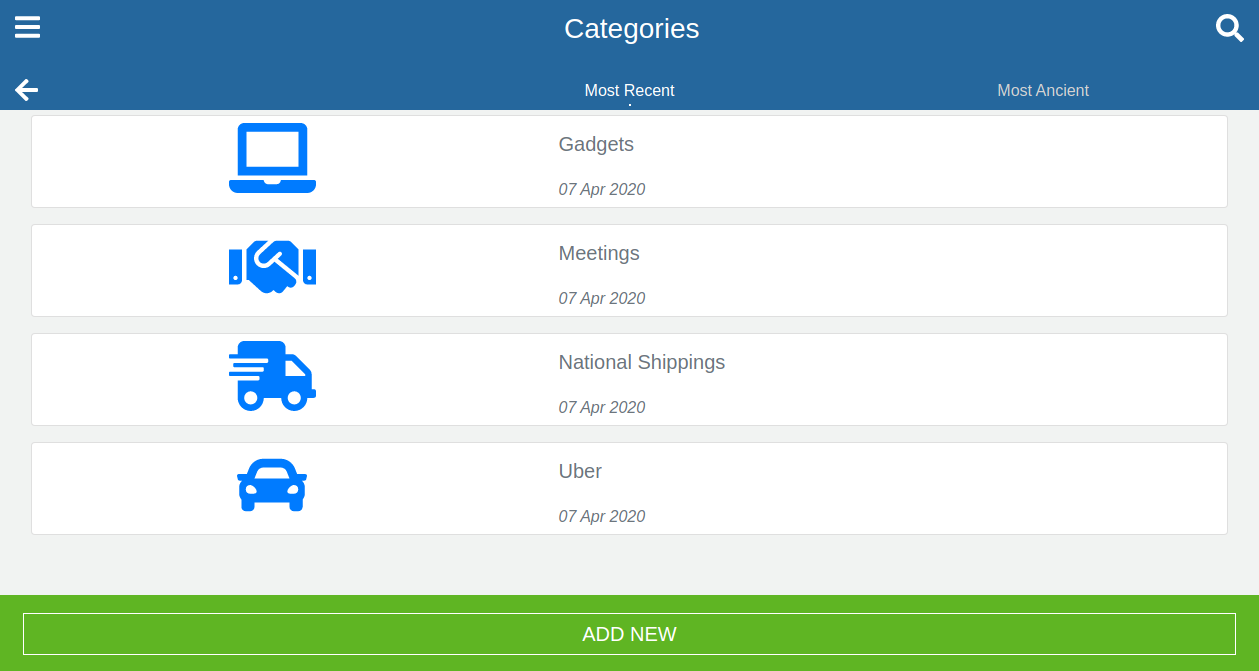 Categories
Most Recent
Most Ancient
Gadgets
07 Apr 2020
Meetings
07 Apr 2020
National Shippings
07 Apr 2020
Uber
07 Apr 2020
ADD NEW